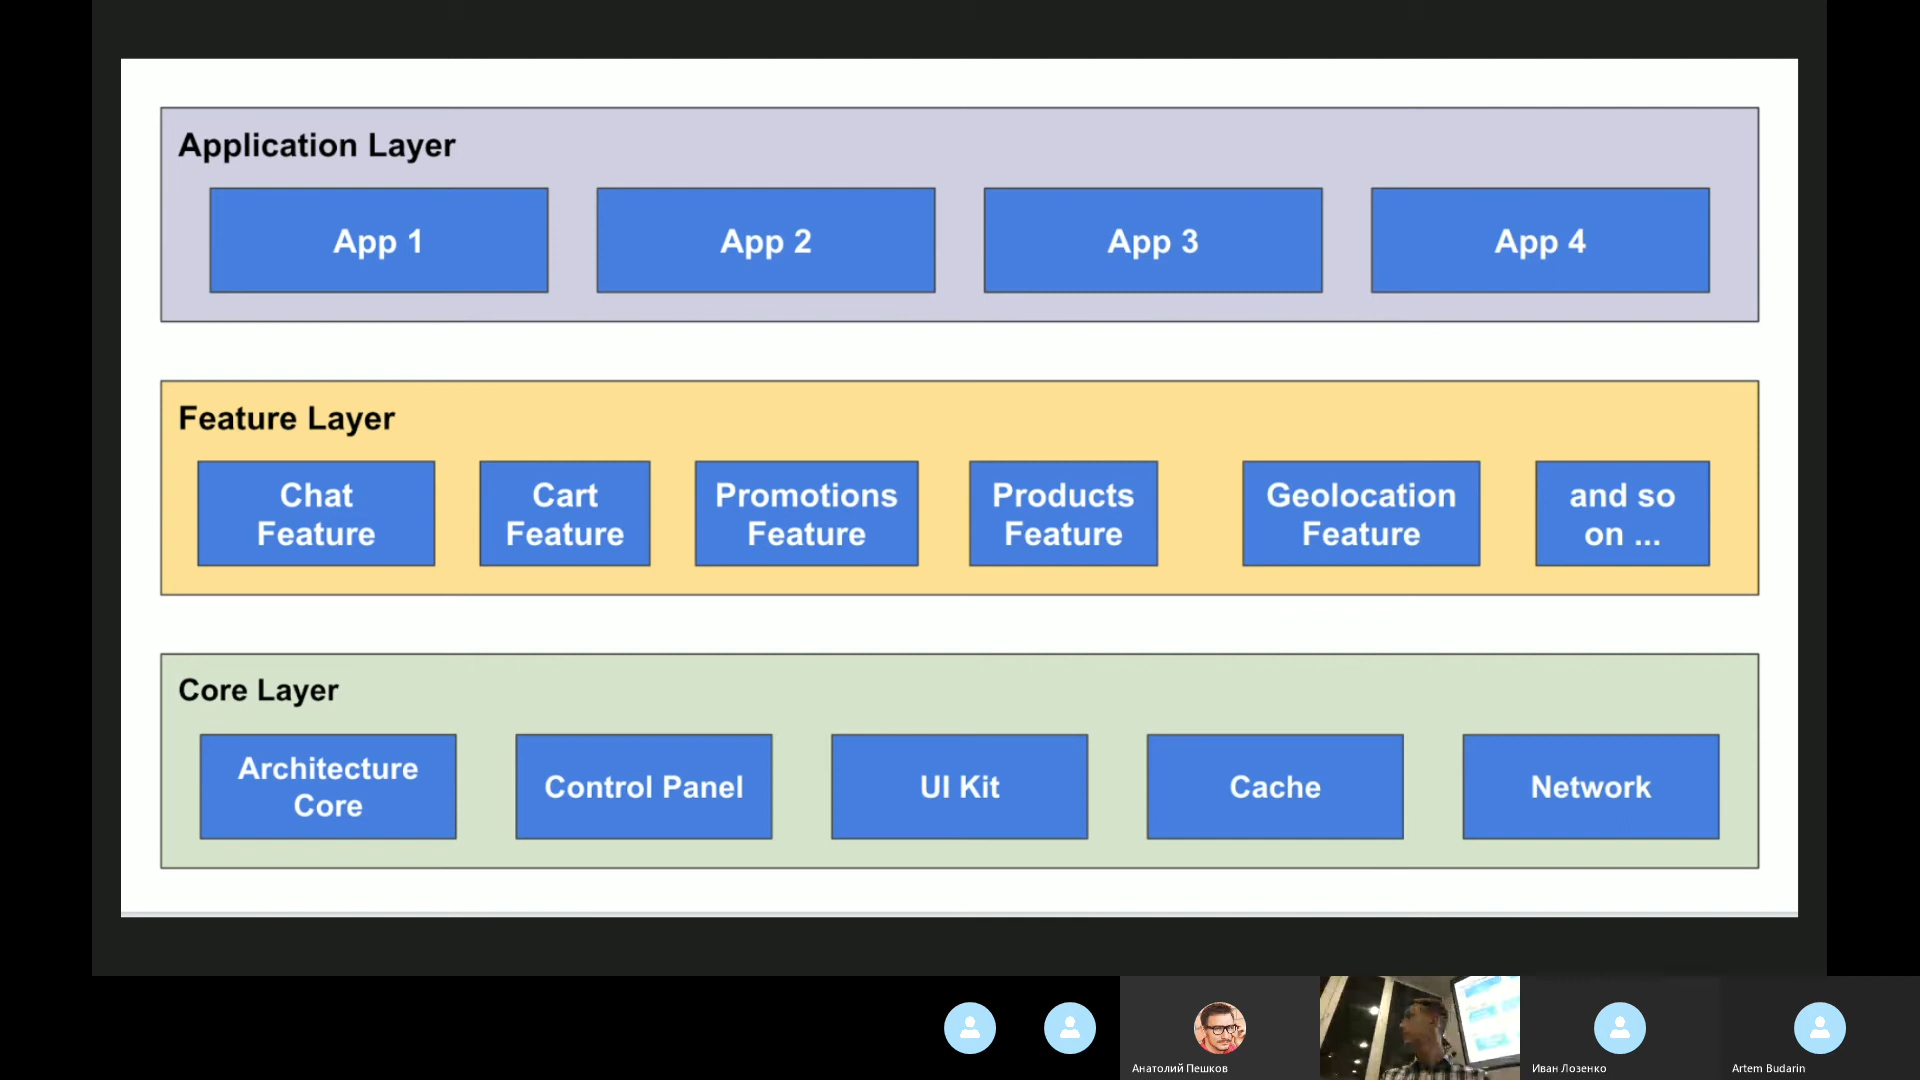 Application Layer
App 1
App 2
App 3
App 4
Feature Layer
Chat
Feature
Cart
Feature
Promotions
Feature
Products
Feature
Geolocation
Feature
and so
on ...
Core Layer
Architecture
Core
Control Panel
UI Kit
Cache
Network
Анатолий Пешков
Иван Лозенко
Artem Budarin